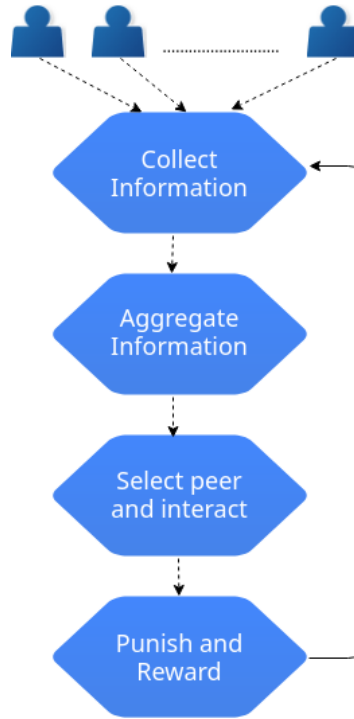 Collect
Information
Aggregate
Information
Select peer
and interact
Punish and
Reward